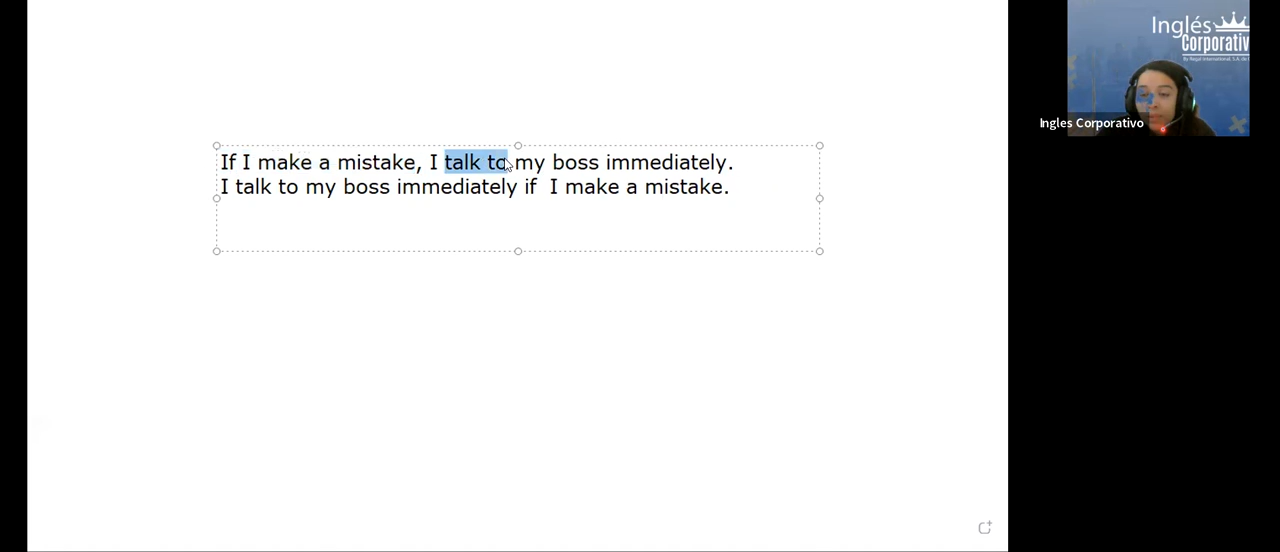 If I make a mistake, I talk to my boss immediately.
I talk to my boss immediately if  I make a mistake.
Inglés
Corporativ
Ingles Corporativo